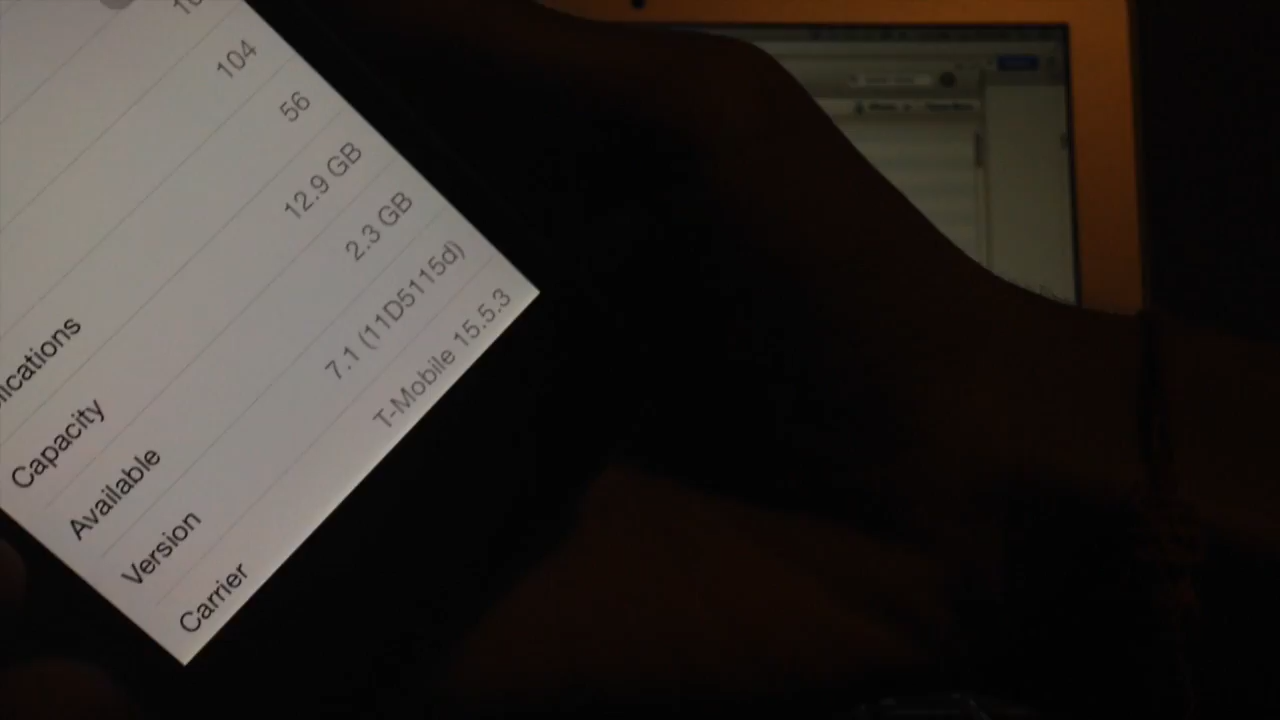 104
56
lications
Capacity 12.9 GB
Available 2.3 GB
Version 7.1 (11D5115d)
Carrier T-Mobile 15.5.3